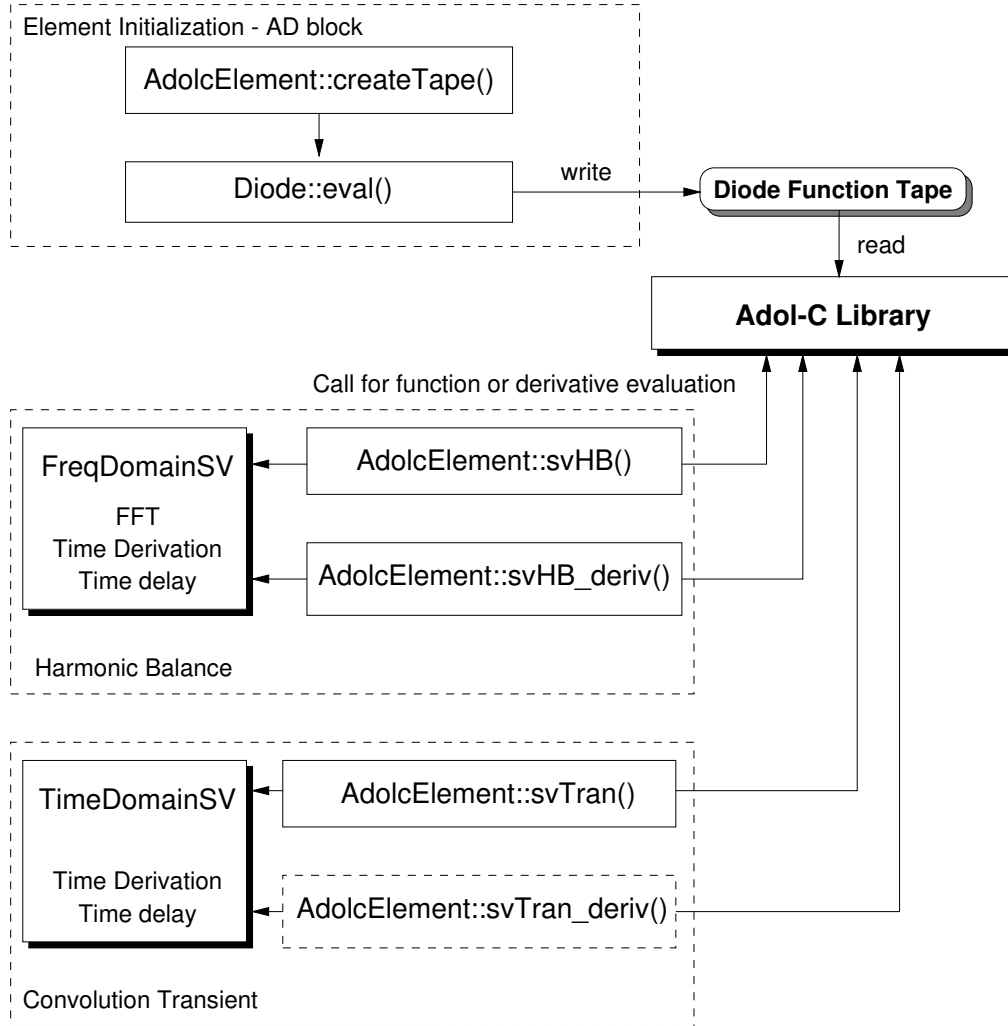 Element Initialization - AD block
AdolcElement::createTape()
Diode::eval()
write
Diode Function Tape
read
Adol-C Library
Call for function or derivative evaluation
FreqDomainSV
FFT
Time Derivation
Time delay
AdolcElement::svHB()
AdolcElement::svHB_deriv()
Harmonic Balance
TimeDomainSV
Time Derivation
Time delay
AdolcElement::svTran()
AdolcElement::svTran_deriv()
Convolution Transient